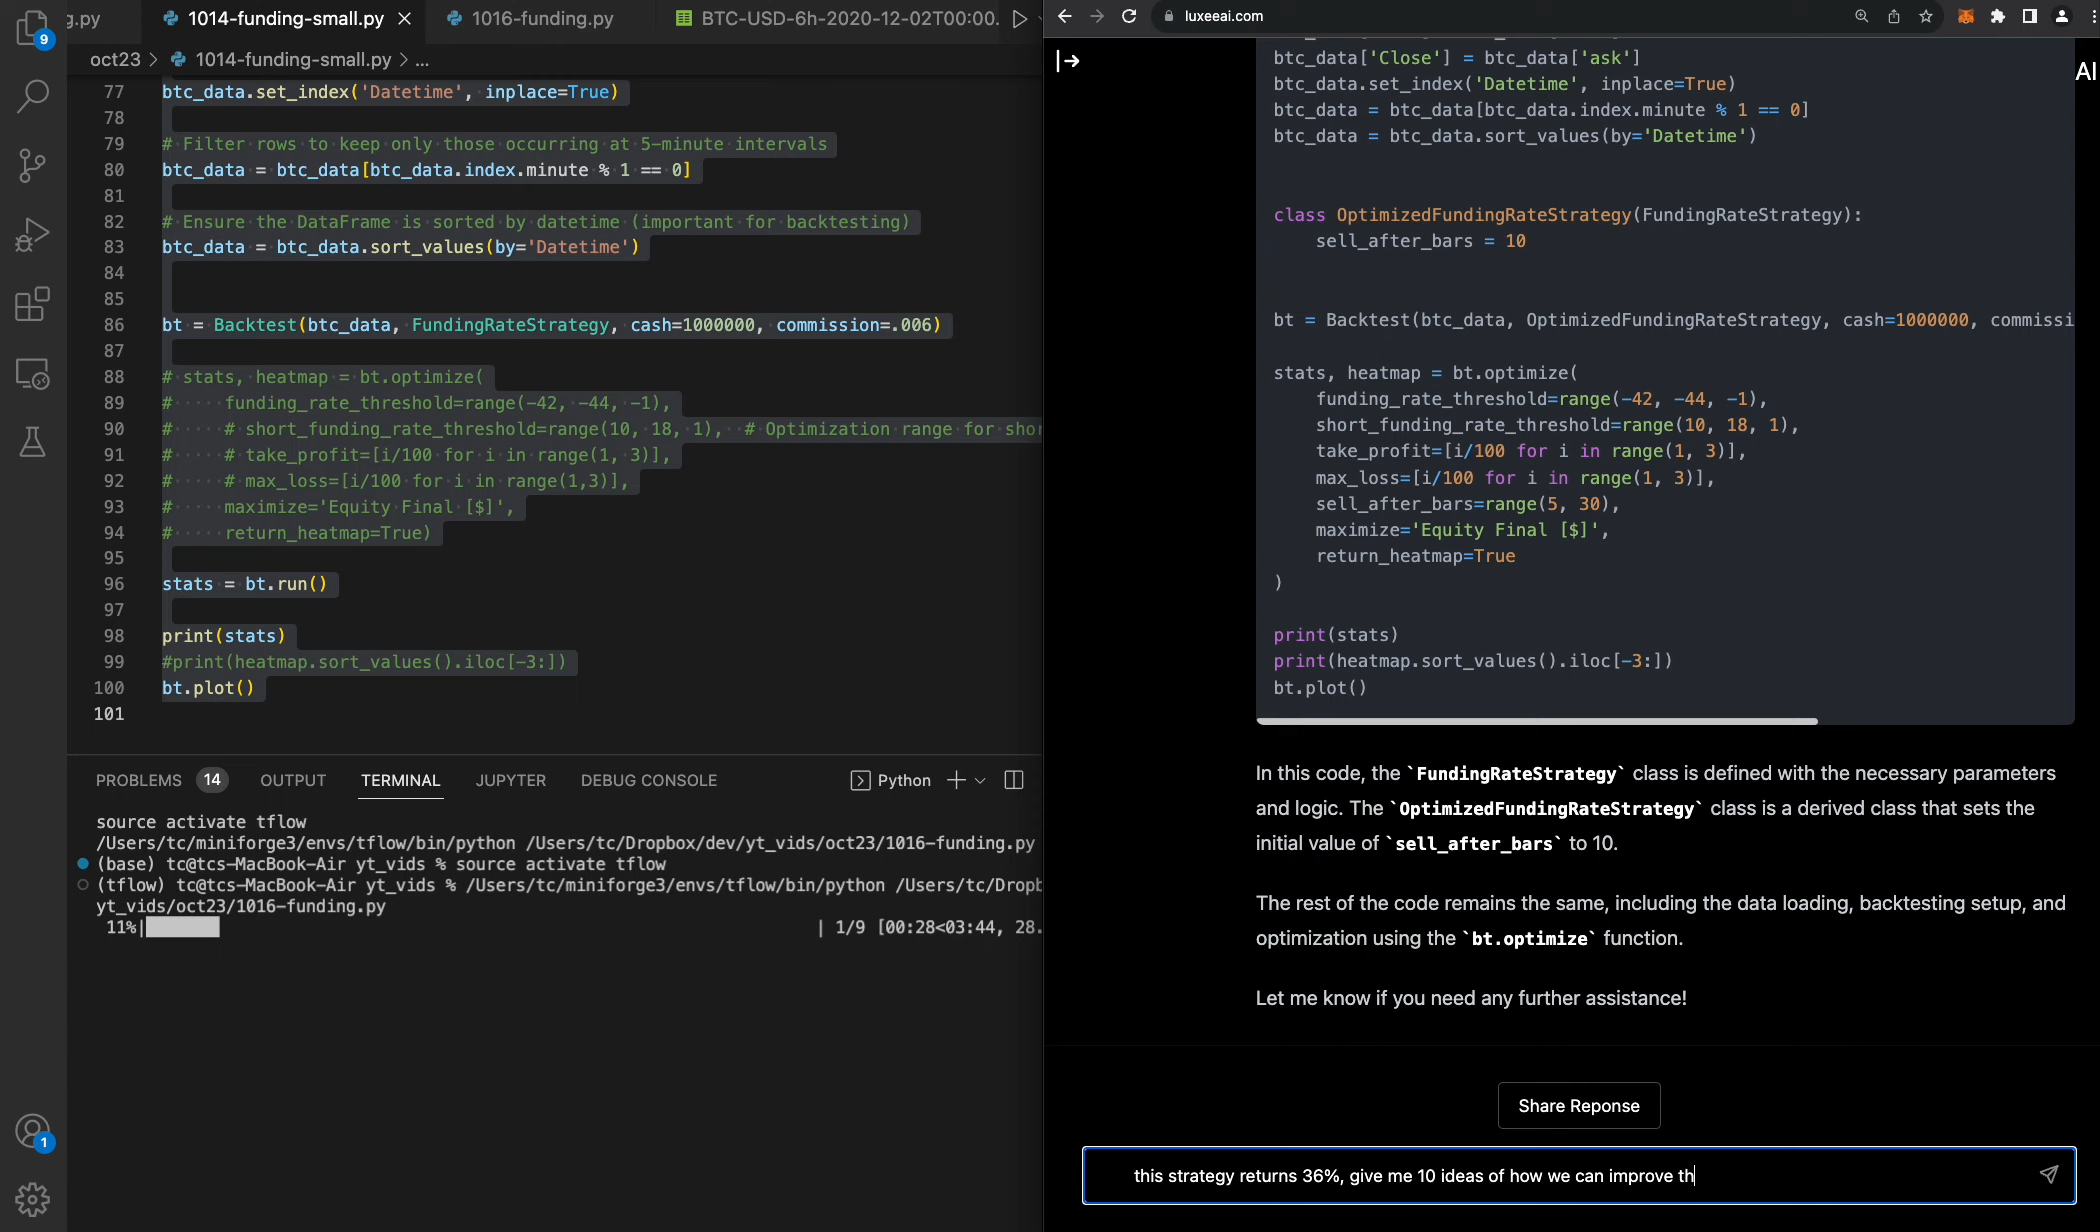 g.py
1014-funding-small.py
1016-funding.py
BTC-USD-6h-2020-12-02T00:00.
oct23 > 1014-funding-small.py > ...
9
77 btc_data.set_index('Datetime', inplace=True)
78
79 # Filter rows to keep only those occurring at 5-minute intervals
80 btc_data = btc_data[btc_data.index.minute % 1 == 0]
81
82 # Ensure the DataFrame is sorted by datetime (important for backtesting)
83 btc_data = btc_data.sort_values(by='Datetime')
84
85
86 bt = Backtest(btc_data, FundingRateStrategy, cash=1000000, commission=.006)
87
88 # stats, heatmap = bt.optimize(
89 #     funding_rate_threshold=range(-42, -44, -1),
90 #     # short_funding_rate_threshold=range(10, 18, 1),  # Optimization range for shor
91 #     # take_profit=[i/100 for i in range(1, 3)],
92 #     # max_loss=[i/100 for i in range(1,3)],
93 #     maximize='Equity Final [$]',
94 #     return_heatmap=True)
95
96 stats = bt.run()
97
98 print(stats)
99 #print(heatmap.sort_values().iloc[-3:])
100 bt.plot()
101
PROBLEMS 14 OUTPUT TERMINAL JUPYTER DEBUG CONSOLE Python
source activate tflow
/Users/tc/miniforge3/envs/tflow/bin/python /Users/tc/Dropbox/dev/yt_vids/oct23/1016-funding.py
(base) tc@tcs-MacBook-Air yt_vids % source activate tflow
(tflow) tc@tcs-MacBook-Air yt_vids % /Users/tc/miniforge3/envs/tflow/bin/python /Users/tc/Dropb
yt_vids/oct23/1016-funding.py
11%| | 1/9 [00:28<03:44, 28.
1
luxeeai.com
AI
btc_data['Close'] = btc_data['ask']
btc_data.set_index('Datetime', inplace=True)
btc_data = btc_data[btc_data.index.minute % 1 == 0]
btc_data = btc_data.sort_values(by='Datetime')
class OptimizedFundingRateStrategy(FundingRateStrategy):
sell_after_bars = 10
bt = Backtest(btc_data, OptimizedFundingRateStrategy, cash=1000000, commissi
stats, heatmap = bt.optimize(
funding_rate_threshold=range(-42, -44, -1),
short_funding_rate_threshold=range(10, 18, 1),
take_profit=[i/100 for i in range(1, 3)],
max_loss=[i/100 for i in range(1, 3)],
sell_after_bars=range(5, 30),
maximize='Equity Final [$]',
return_heatmap=True
)
print(stats)
print(heatmap.sort_values().iloc[-3:])
bt.plot()
In this code, the `FundingRateStrategy` class is defined with the necessary parameters
and logic. The `OptimizedFundingRateStrategy` class is a derived class that sets the
initial value of `sell_after_bars` to 10.
The rest of the code remains the same, including the data loading, backtesting setup, and
optimization using the `bt.optimize` function.
Let me know if you need any further assistance!
Share Reponse
this strategy returns 36%, give me 10 ideas of how we can improve th